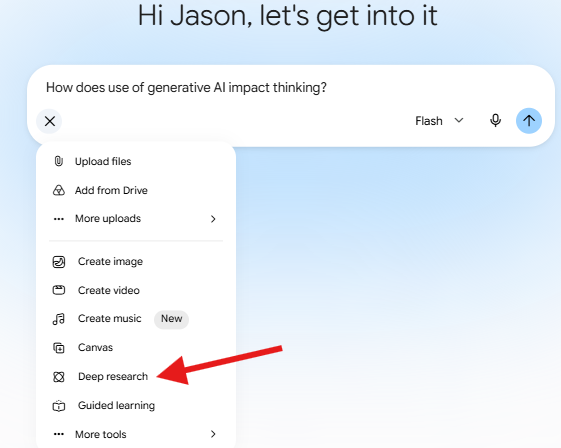 Hi Jason, let's get into it
How does use of generative AI impact thinking?
Flash
Upload files
Add from Drive
More uploads
Create image
Create video
Create music New
Canvas
Deep research
Guided learning
More tools